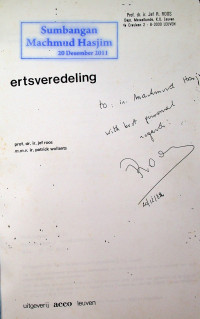 Sumbangan
Machmud Hasjim
20 Desember 2011
Prof. dr. ir. Jef R. ROOS
Dept. Metaalkunde, K.U. Leuven
de Croylaan 2 - B-3030 LEUVEN
ertsveredeling
to: ir. Machmud Hasjim
with best personal
regards
Roos
prof. dr. ir. jef roos
m.m.v. ir. patrick wollants
uitgeverij acco leuven